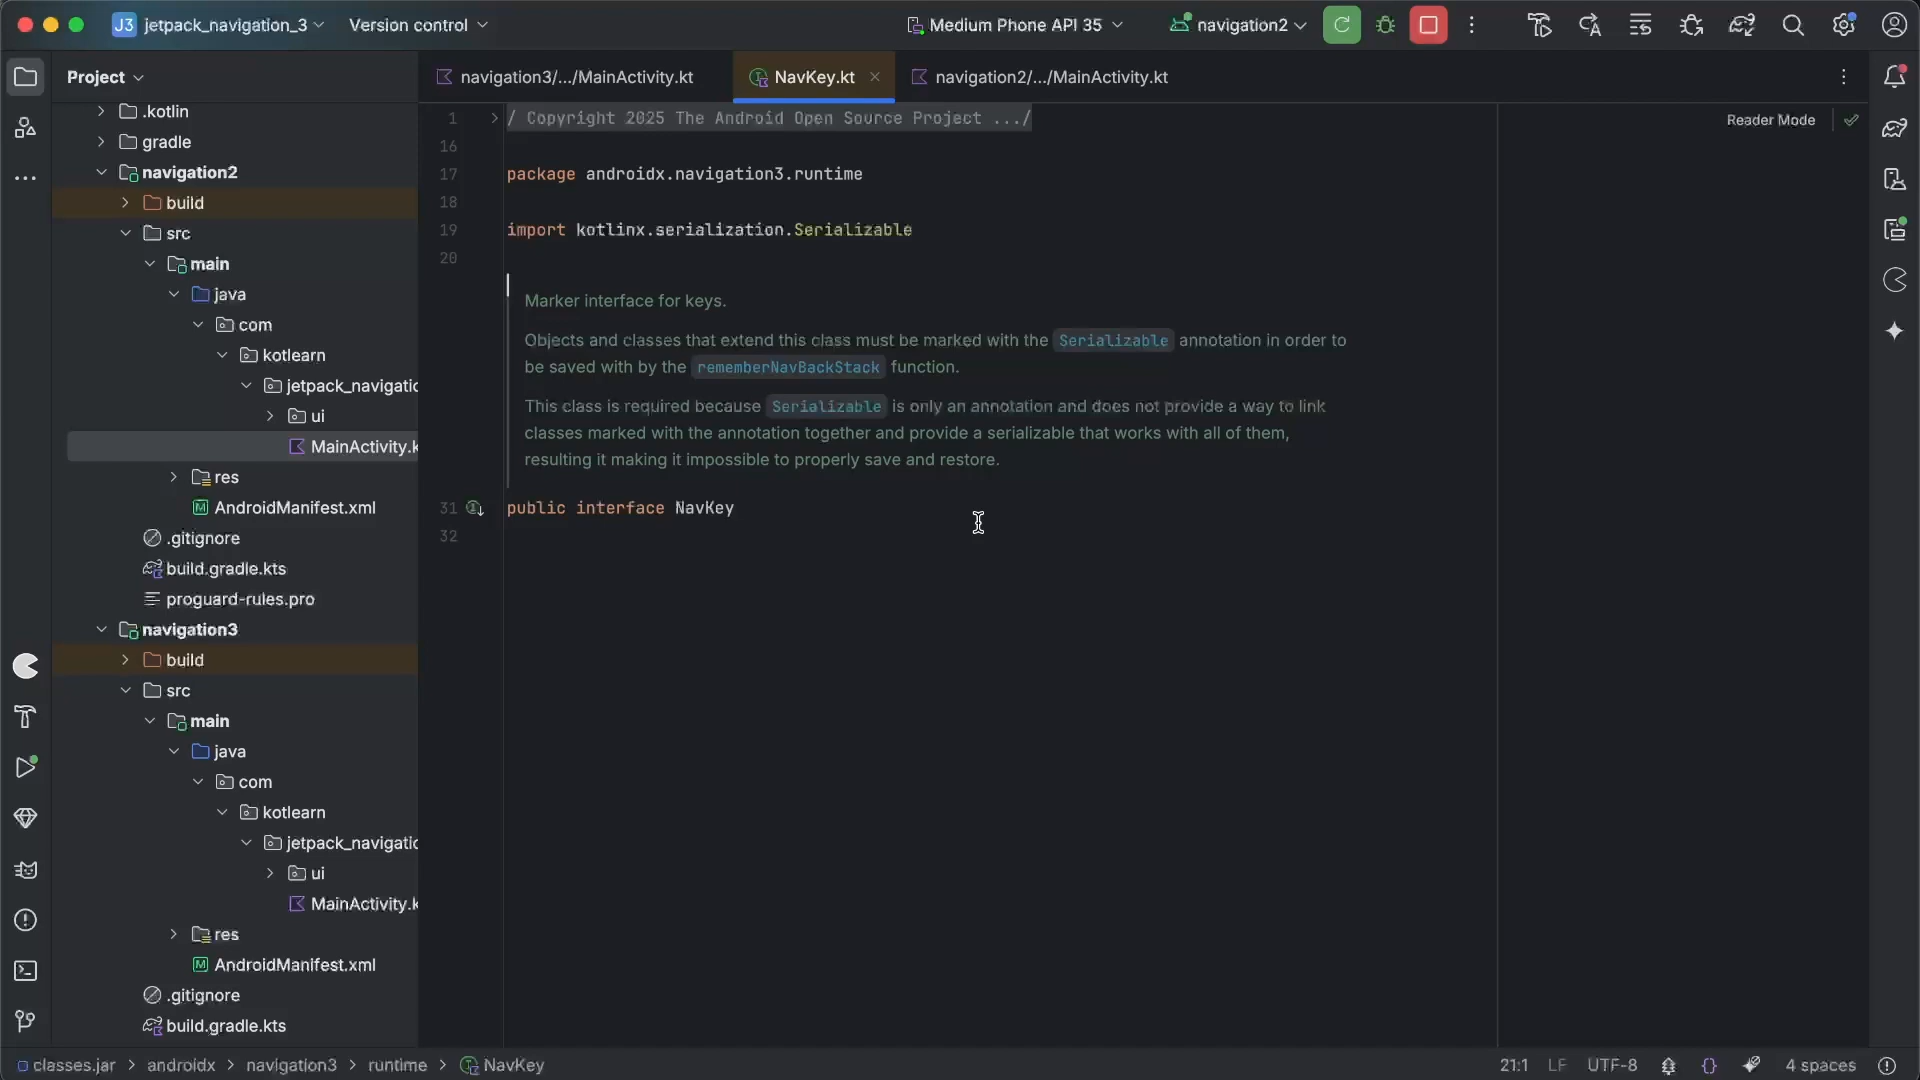 J3 jetpack_navigation_3 Version control Medium Phone API 35 navigation2
Project
navigation3/.../MainActivity.kt NavKey.kt navigation2/.../MainActivity.kt
.kotlin
gradle
navigation2
build
src
main
java
com
kotlearn
jetpack_navigatio
ui
MainActivity.k
res
AndroidManifest.xml
.gitignore
build.gradle.kts
proguard-rules.pro
navigation3
build
src
main
java
com
kotlearn
jetpack_navigatio
ui
MainActivity.k
res
AndroidManifest.xml
.gitignore
build.gradle.kts
1 / Copyright 2025 The Android Open Source Project .../
Reader Mode
16
17 package androidx.navigation3.runtime
18
19 import kotlinx.serialization.Serializable
20
Marker interface for keys.
Objects and classes that extend this class must be marked with the Serializable annotation in order to
be saved with by the rememberNavBackStack function.
This class is required because Serializable is only an annotation and does not provide a way to link
classes marked with the annotation together and provide a serializable that works with all of them,
resulting it making it impossible to properly save and restore.
31 public interface NavKey
32
classes.jar > androidx > navigation3 > runtime > NavKey 21:1 LF UTF-8 {} 4 spaces